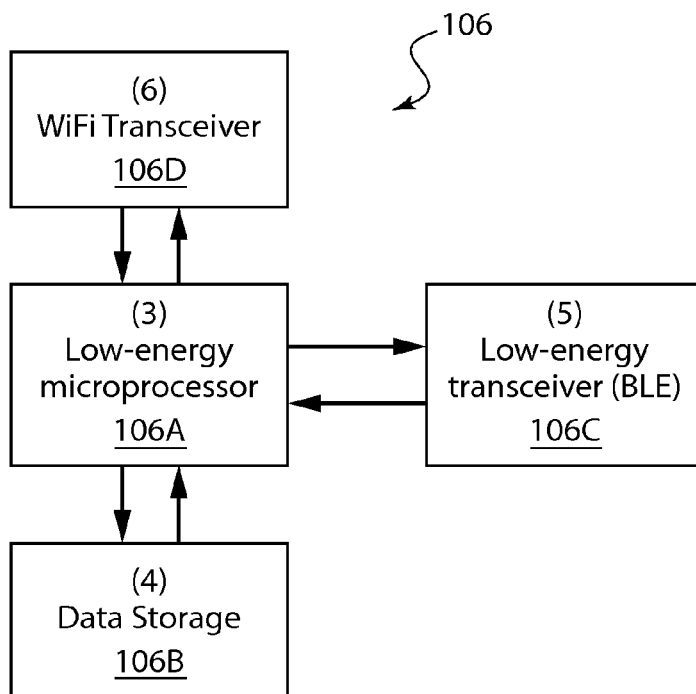 106
(6)
WiFi Transceiver
106D
(3)
Low-energy
microprocessor
106A
(5)
Low-energy
transceiver (BLE)
106C
(4)
Data Storage
106B